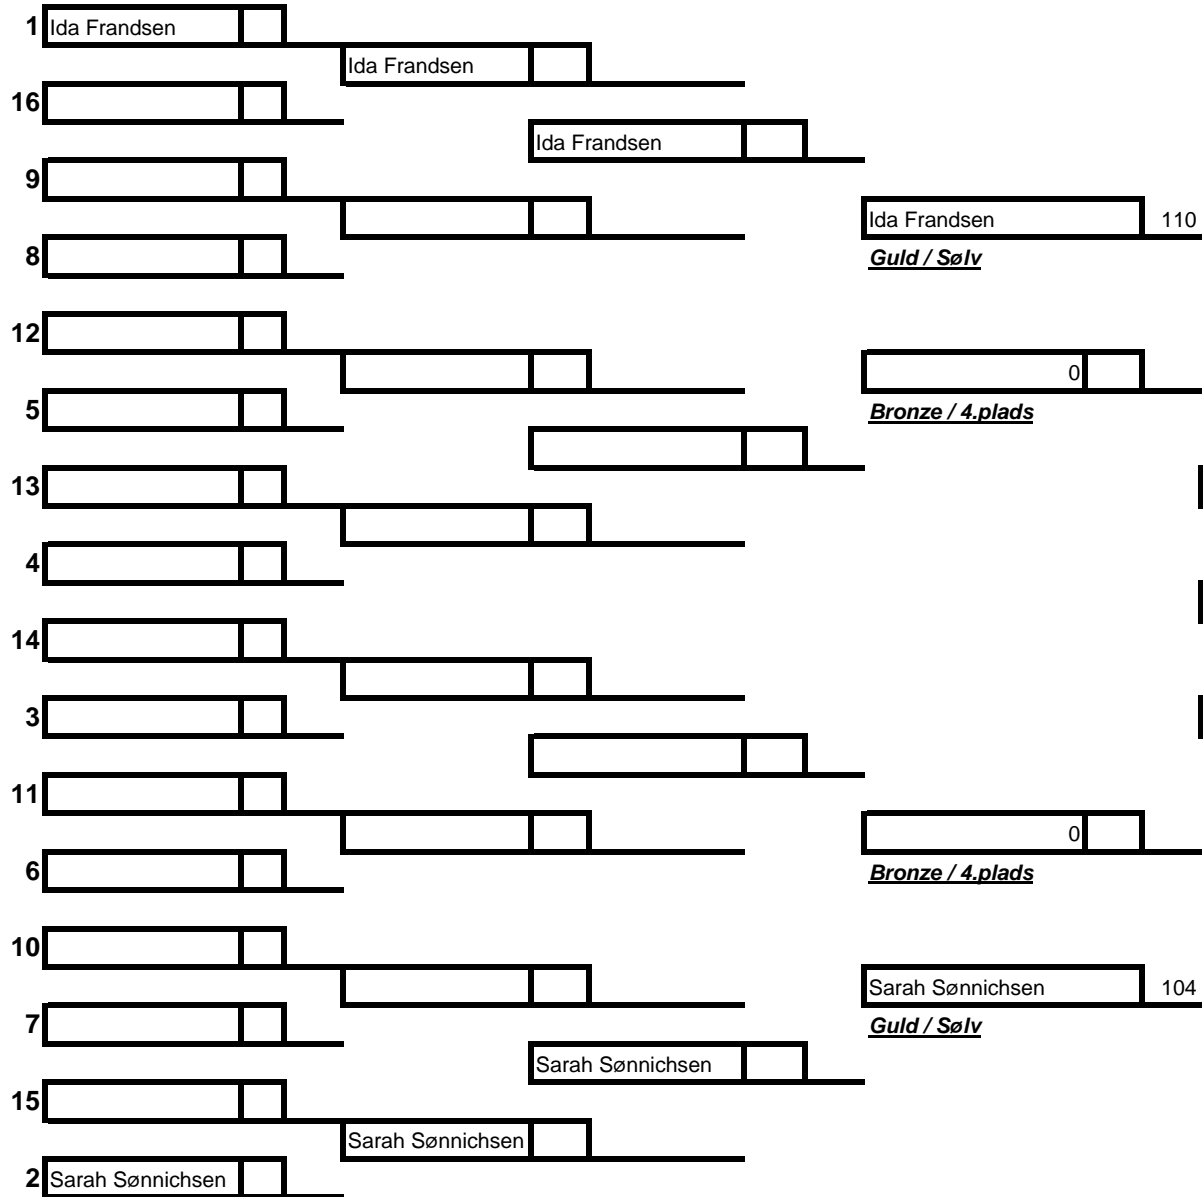 1 Ida Frandsen
Ida Frandsen
16
Ida Frandsen
9
Ida Frandsen 110
8
Guld / Sølv
12
0
5
Bronze / 4.plads
13
4
14
3
11
0
6
Bronze / 4.plads
10
Sarah Sønnichsen 104
7
Guld / Sølv
Sarah Sønnichsen
15
Sarah Sønnichsen
2 Sarah Sønnichsen